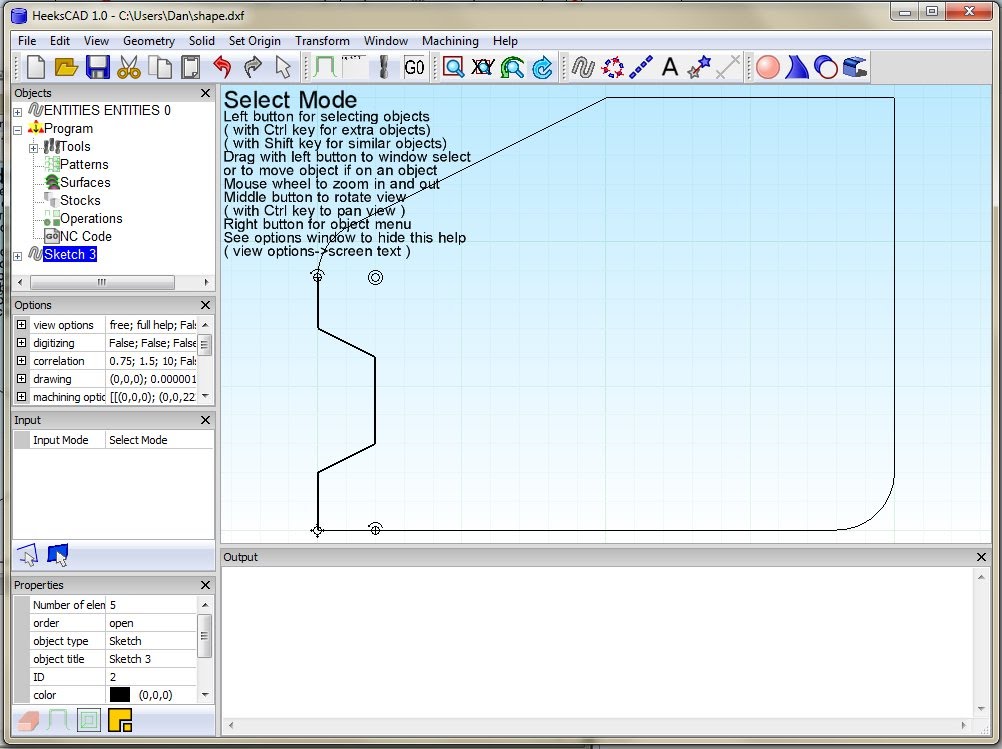 HeeksCAD 1.0 - C:\Users\Dan\shape.dxf
File Edit View Geometry Solid Set Origin Transform Window Machining Help
G0 A
Objects
ENTITIES ENTITIES 0
Program
Tools
Patterns
Surfaces
Stocks
Operations
NC Code
Sketch 3
Options
view options free; full help; Fal
digitizing False; False; False
correlation 0.75; 1.5; 10; Fal
drawing (0,0,0); 0.000001
machining optic [[(0,0,0); (0,0,22
Input
Input Mode Select Mode
Properties
Number of elem 5
order open
object type Sketch
object title Sketch 3
ID 2
color (0,0,0)
Select Mode
Left button for selecting objects
( with Ctrl key for extra objects)
( with Shift key for similar objects)
Drag with left button to window select
or to move object if on an object
Mouse wheel to zoom in and out
Middle button to rotate view
( with Ctrl key to pan view )
Right button for object menu
See options window to hide this help
( view options->screen text )
Output